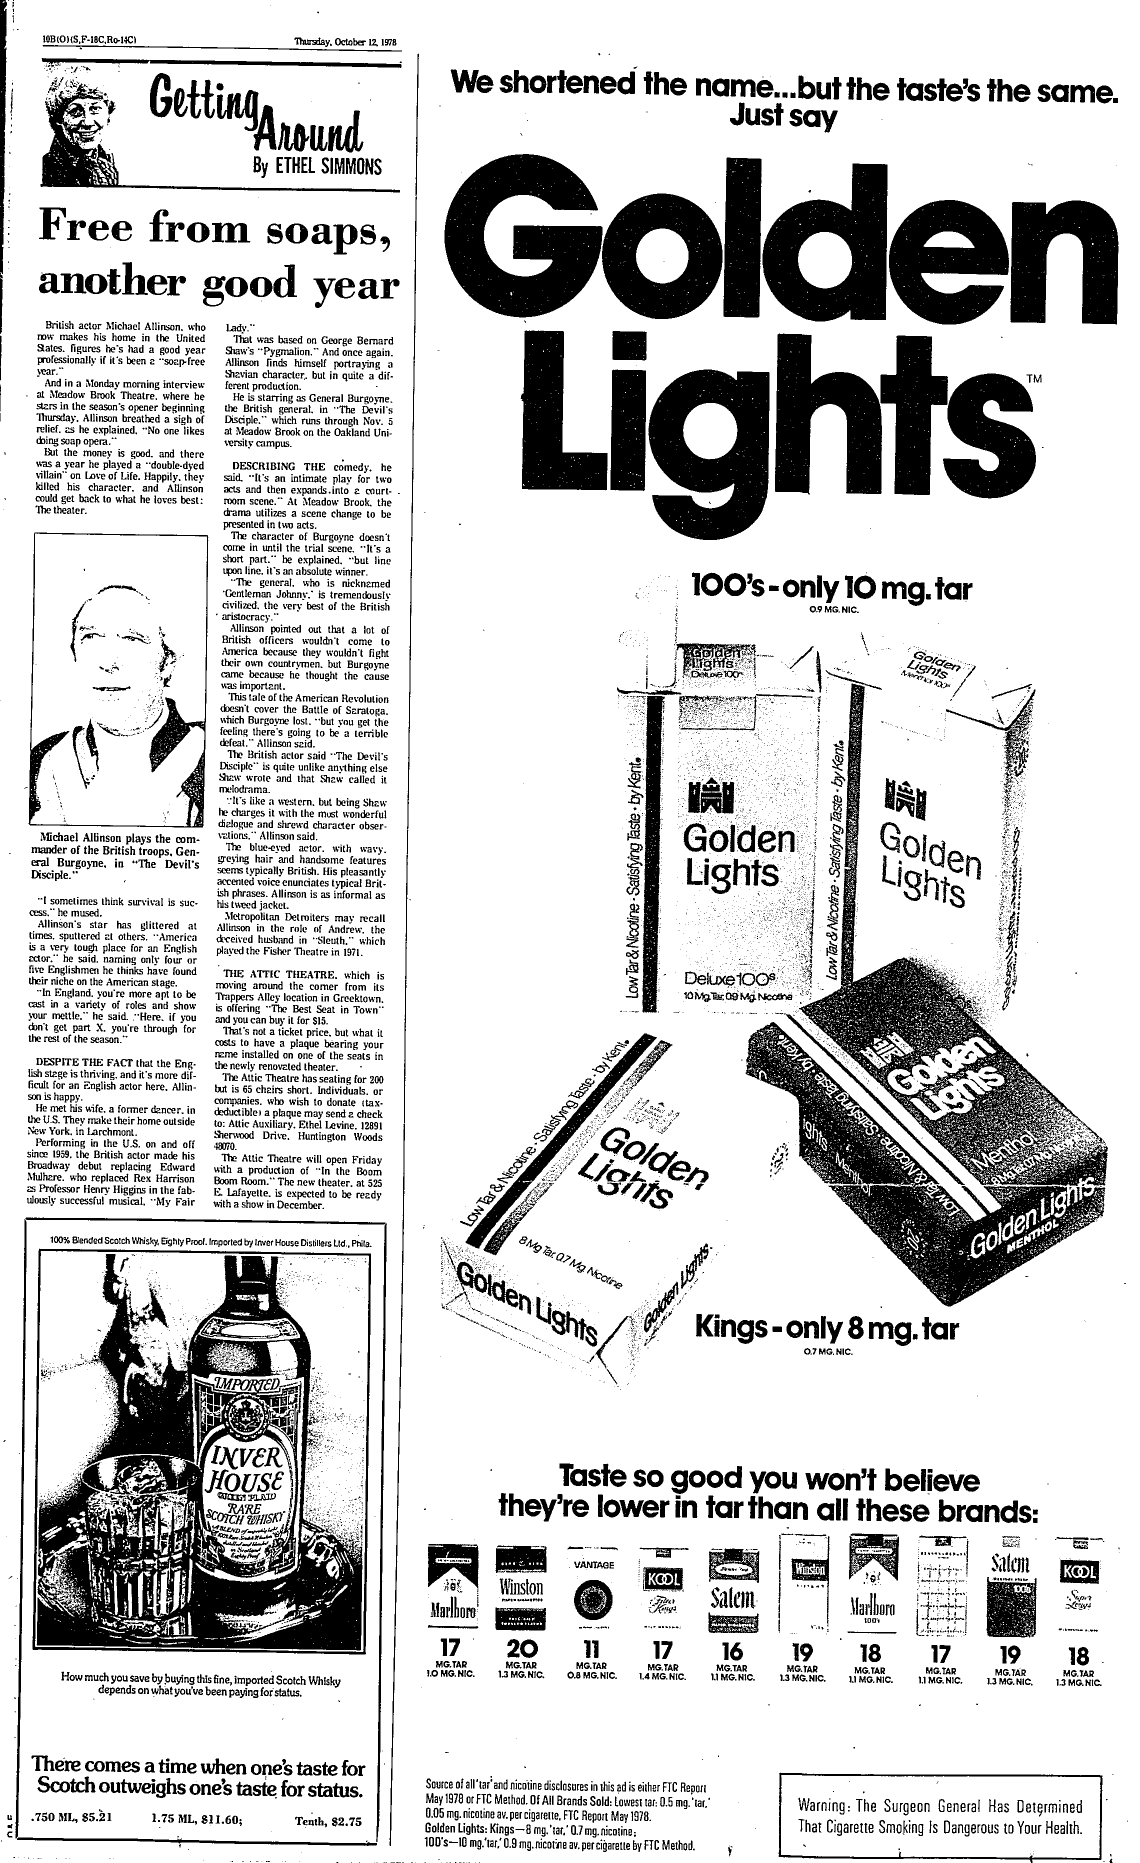 10B(O)(S,F-18C,Ro-14C)
Thursday, October 12, 1978
Getting
Around
By ETHEL SIMMONS
Free from soaps,
another good year
British actor Michael Allinson, who
now makes his home in the United
States, figures he's had a good year
professionally if it's been a "soap-free
year."
And in a Monday morning interview
at Meadow Brook Theatre, where he
stars in the season's opener beginning
Thursday, Allinson breathed a sigh of
relief, as he explained, "No one likes
doing soap opera."
But the money is good, and there
was a year he played a "double-dyed
villain" on Love of Life. Happily, they
killed his character, and Allinson
could get back to what he loves best:
The theater.
Michael Allinson plays the com-
mander of the British troops, Gen-
eral Burgoyne, in "The Devil's
Disciple."
"I sometimes think survival is suc-
cess," he mused.
Allinson's star has glittered at
times, sputtered at others. "America
is a very tough place for an English
actor," he said, naming only four or
five Englishmen he thinks have found
their niche on the American stage.
"In England, you're more apt to be
cast in a variety of roles and show
your mettle," he said. "Here, if you
don't get part X, you're through for
the rest of the season."
DESPITE THE FACT that the Eng-
lish stage is thriving, and it's more dif-
ficult for an English actor here, Allin-
son is happy.
He met his wife, a former dancer, in
the U.S. They make their home outside
New York, in Larchmont.
Performing in the U.S. on and off
since 1959, the British actor made his
Broadway debut replacing Edward
Mulhare, who replaced Rex Harrison
as Professor Henry Higgins in the fab-
ulously successful musical, "My Fair
Lady."
That was based on George Bernard
Shaw's "Pygmalion." And once again,
Allinson finds himself portraying a
Shavian character, but in quite a dif-
ferent production.
He is starring as General Burgoyne,
the British general, in "The Devil's
Disciple," which runs through Nov. 5
at Meadow Brook on the Oakland Uni-
versity campus.
DESCRIBING THE comedy, he
said, "It's an intimate play for two
acts and then expands into a court-
room scene." At Meadow Brook, the
drama utilizes a scene change to be
presented in two acts.
The character of Burgoyne doesn't
come in until the trial scene. "It's a
short part," he explained, "but line
upon line, it's an absolute winner.
"The general, who is nicknamed
'Gentleman Johnny,' is tremendously
civilized, the very best of the British
aristocracy."
Allinson pointed out that a lot of
British officers wouldn't come to
America because they wouldn't fight
their own countrymen, but Burgoyne
came because he thought the cause
was important.
This tale of the American Revolution
doesn't cover the Battle of Saratoga,
which Burgoyne lost, "but you get the
feeling there's going to be a terrible
defeat," Allinson said.
The British actor said "The Devil's
Disciple" is quite unlike anything else
Shaw wrote and that Shaw called it
melodrama.
"It's like a western, but being Shaw
he charges it with the most wonderful
dialogue and shrewd character obser-
vations," Allinson said.
The blue-eyed actor, with wavy,
greying hair and handsome features
seems typically British. His pleasantly
accented voice enunciates typical Brit-
ish phrases. Allinson is as informal as
his tweed jacket.
Metropolitan Detroiters may recall
Allinson in the role of Andrew, the
deceived husband in "Sleuth," which
played the Fisher Theatre in 1971.
THE ATTIC THEATRE, which is
moving around the corner from its
Trappers Alley location in Greektown,
is offering "The Best Seat in Town"
and you can buy it for $15.
That's not a ticket price, but what it
costs to have a plaque bearing your
name installed on one of the seats in
the newly renovated theater.
The Attic Theatre has seating for 200
but is 65 chairs short. Individuals, or
companies, who wish to donate (tax-
deductible) a plaque may send a check
to: Attic Auxiliary, Ethel Levine, 12891
Sherwood Drive, Huntington Woods
48070.
The Attic Theatre will open Friday
with a production of "In the Boom
Boom Room." The new theater, at 525
E. Lafayette, is expected to be ready
with a show in December.
100% Blended Scotch Whisky, Eighty Proof. Imported by Inver House Distillers Ltd., Phila.
IMPORTED
INVER
HOUSE
GREEN PLAID
RARE
SCOTCH WHISKY
How much you save by buying this fine, imported Scotch Whisky
depends on what you've been paying for status.
There comes a time when one's taste for
Scotch outweighs one's taste for status.
.750 ML, $5.21 1.75 ML, $11.60; Tenth, $2.75
We shortened the name...but the taste's the same.
Just say
Golden
Lights™
100's-only 10 mg. tar
0.9 MG. NIC.
Golden
Lights
Deluxe 100's
Golden
Lights
Menthol 100's
Low Tar & Nicotine · Satisfying Taste · by Kent.
Golden
Lights
Deluxe 100s
10 Mg. Tar, 0.9 Mg. Nicotine
Low Tar & Nicotine · Satisfying Taste · by Kent.
Golden
Lights
Low Tar & Nicotine · Satisfying Taste · by Kent.
Golden
Lights
8 Mg Tar, 0.7 Mg. Nicotine
Golden Lights
Golden Lights
Golden
Lights
Menthol
Low Tar & Nicotine · Satisfying Taste · by Kent.
Menthol
Golden Lights
MENTHOL
Kings-only 8 mg. tar
0.7 MG. NIC.
Taste so good you won't believe
they're lower in tar than all these brands:
Marlboro
17
MG. TAR
1.0 MG. NIC.
Winston
20
MG. TAR
1.3 MG. NIC.
VANTAGE
11
MG. TAR
0.8 MG. NIC.
KOOL
Filter
Kings
17
MG. TAR
1.4 MG. NIC.
Salem
16
MG. TAR
1.1 MG. NIC.
Winston
19
MG. TAR
1.3 MG. NIC.
Marlboro
100's
18
MG. TAR
1.1 MG. NIC.
17
MG. TAR
1.1 MG. NIC.
Salem
100's
19
MG. TAR
1.3 MG. NIC.
KOOL
Super
Longs
18
MG. TAR
1.3 MG. NIC.
Source of all 'tar' and nicotine disclosures in this ad is either FTC Report
May 1978 or FTC Method. Of All Brands Sold: Lowest tar: 0.5 mg. 'tar,'
0.05 mg. nicotine av. per cigarette, FTC Report May 1978.
Golden Lights: Kings—8 mg. 'tar,' 0.7 mg. nicotine;
100's—10 mg. 'tar,' 0.9 mg. nicotine av. per cigarette by FTC Method.
Warning: The Surgeon General Has Determined
That Cigarette Smoking Is Dangerous to Your Health.